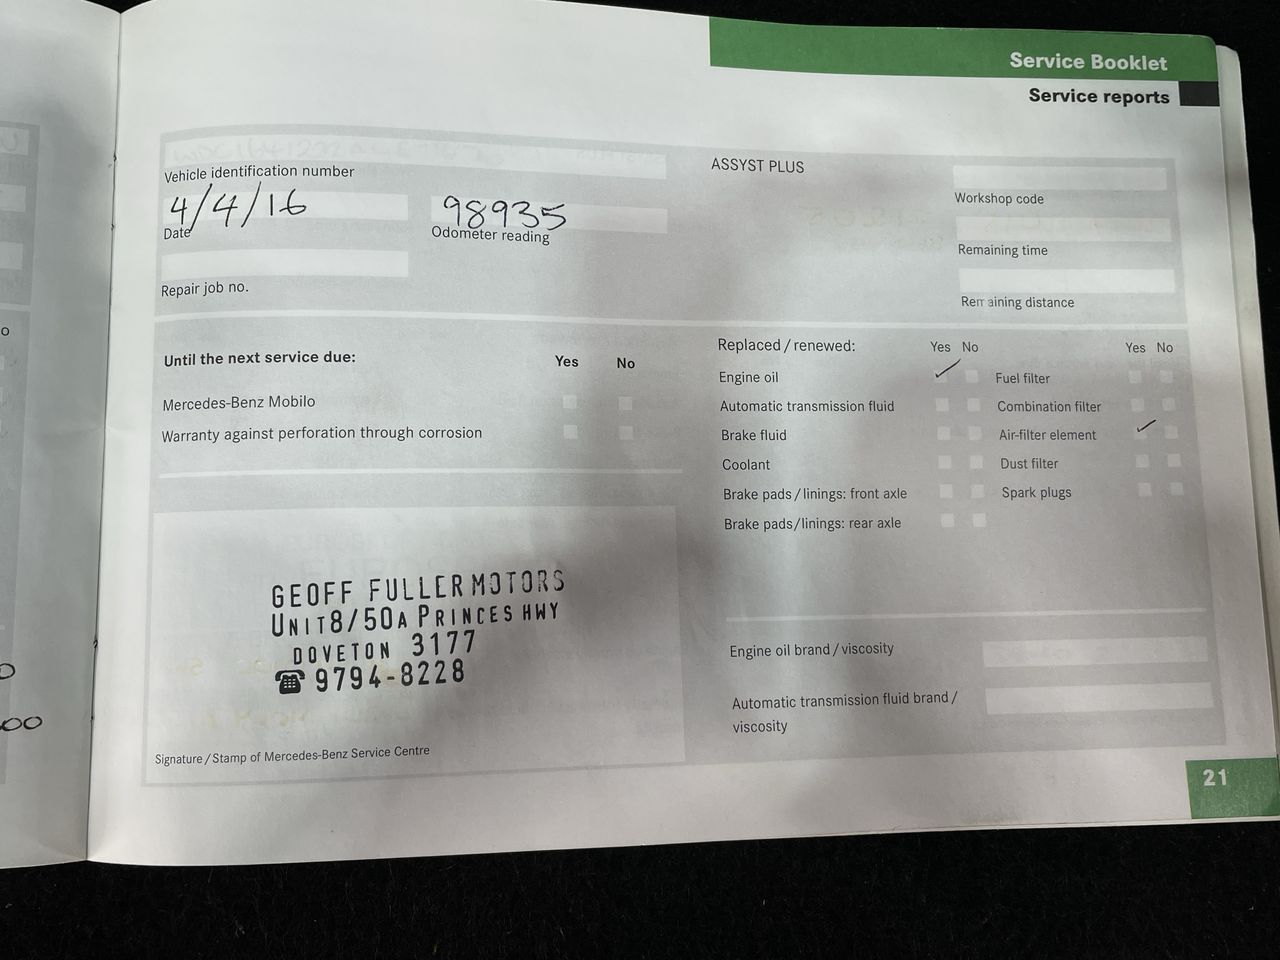 Service Booklet
Service reports
Vehicle identification number
4/4/16
Date
98935
Odometer reading
Repair job no.
ASSYST PLUS
Workshop code
Remaining time
Remaining distance
Until the next service due: Yes No
Mercedes-Benz Mobilo
Warranty against perforation through corrosion
Replaced / renewed: Yes No Yes No
Engine oil ✓ Fuel filter
Automatic transmission fluid Combination filter
Brake fluid Air-filter element ✓
Coolant Dust filter
Brake pads / linings: front axle Spark plugs
Brake pads/linings: rear axle
GEOFF FULLER MOTORS
UNIT 8/50A PRINCES HWY
DOVETON 3177
☎ 9794-8228
Signature / Stamp of Mercedes-Benz Service Centre
Engine oil brand / viscosity
Automatic transmission fluid brand /
viscosity
21